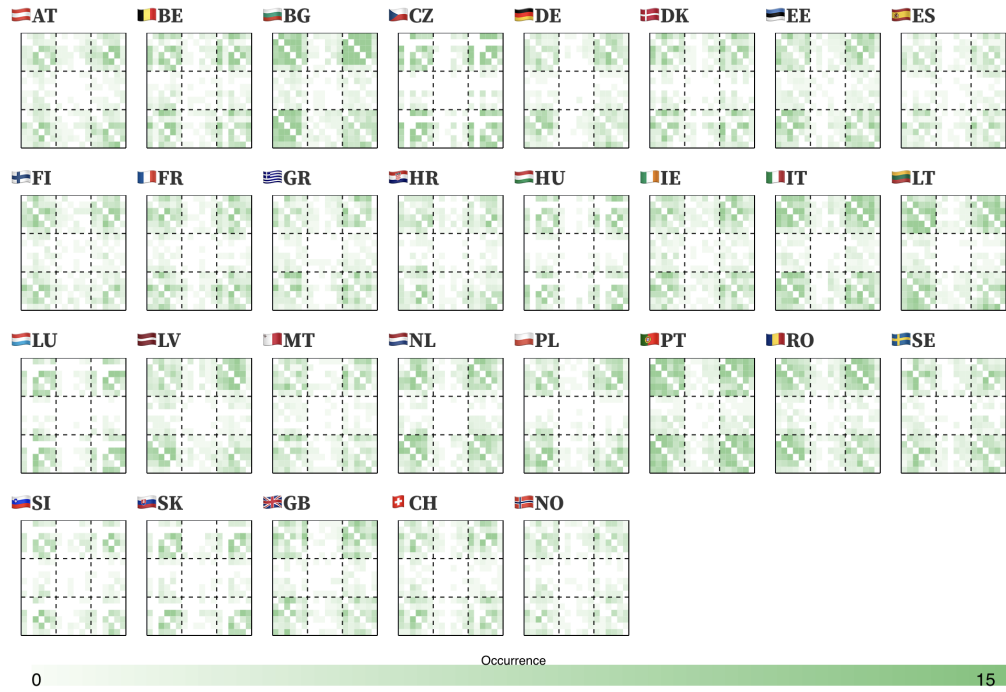 AT BE BG CZ DE DK EE ES
FI FR GR HR HU IE IT LT
LU LV MT NL PL PT RO SE
SI SK GB CH NO
Occurrence
0 15